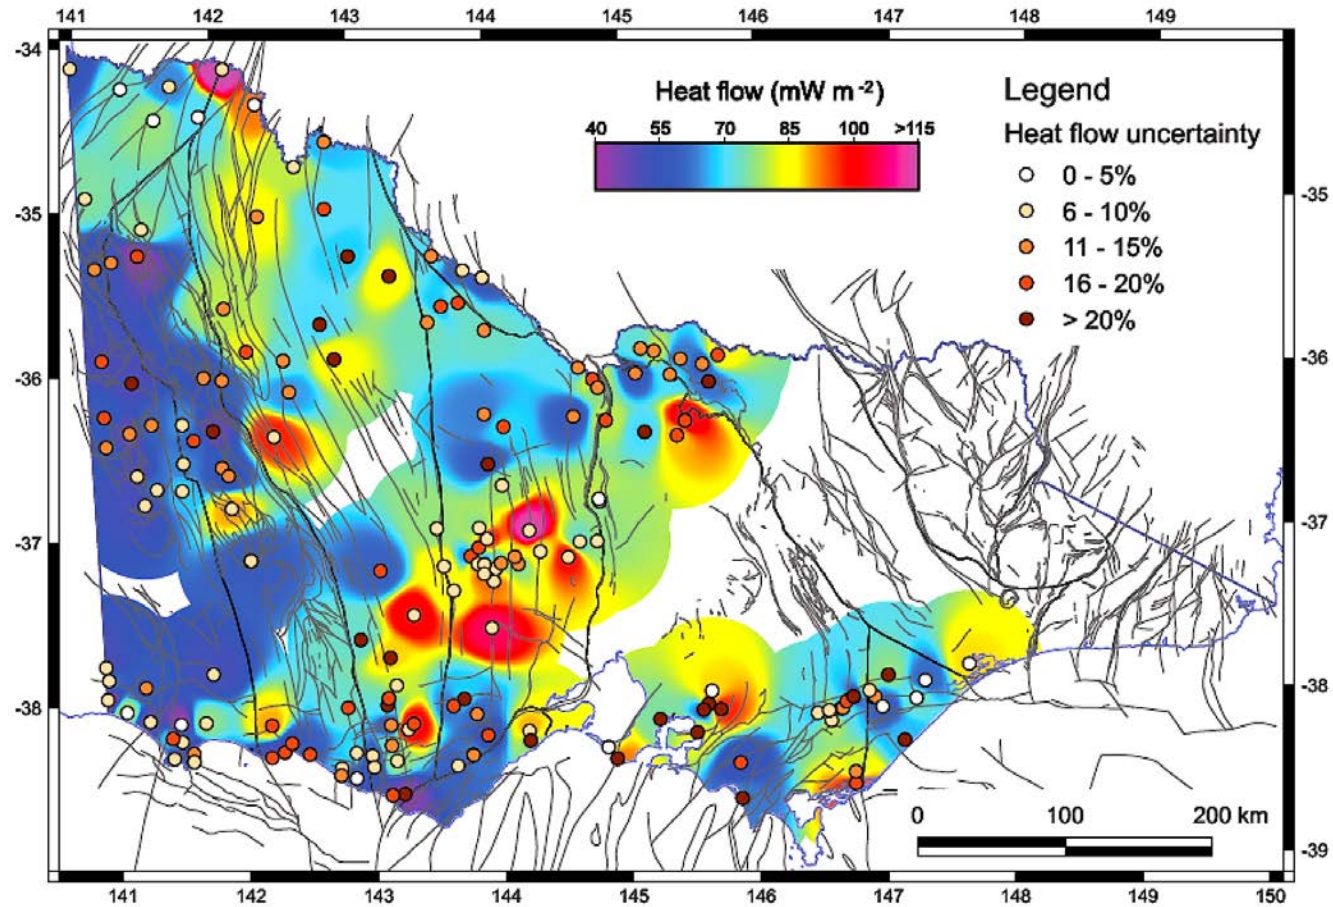 141 142 143 144 145 146 147 148 149
-34
-35
-36
-37
-38
-35
-36
-37
-38
-39
Heat flow (mW m -2)
40 55 70 85 100 >115
Legend
Heat flow uncertainty
0 - 5%
6 - 10%
11 - 15%
16 - 20%
> 20%
0 100 200 km
141 142 143 144 145 146 147 148 149 150